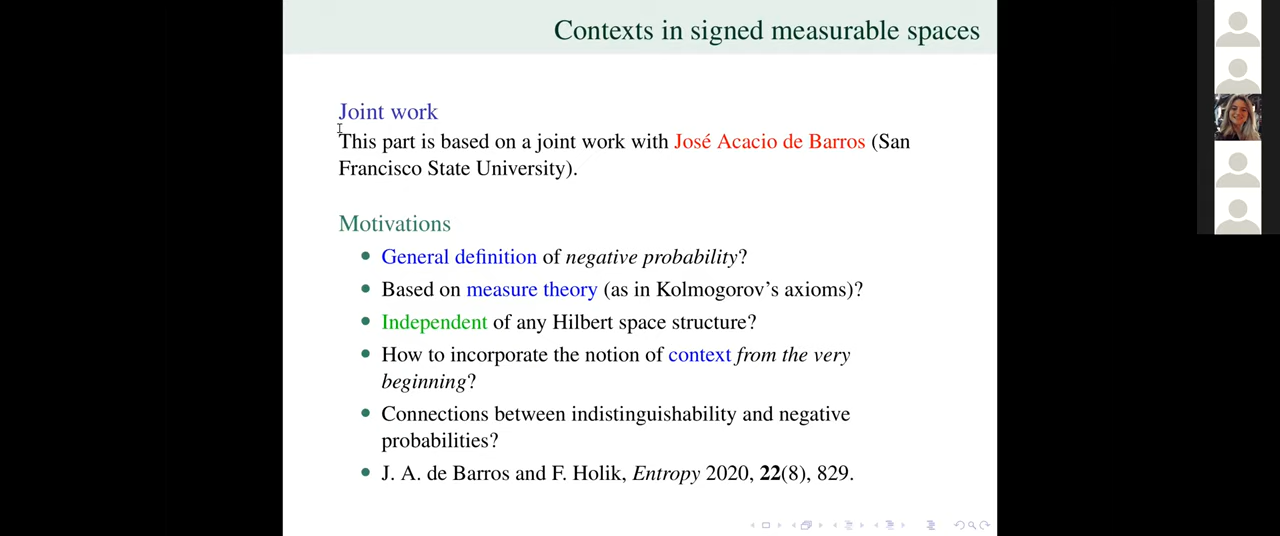 Contexts in signed measurable spaces
Joint work
This part is based on a joint work with José Acacio de Barros (San
Francisco State University).
Motivations
• General definition of negative probability?
• Based on measure theory (as in Kolmogorov's axioms)?
• Independent of any Hilbert space structure?
• How to incorporate the notion of context from the very
beginning?
• Connections between indistinguishability and negative
probabilities?
• J. A. de Barros and F. Holik, Entropy 2020, 22(8), 829.